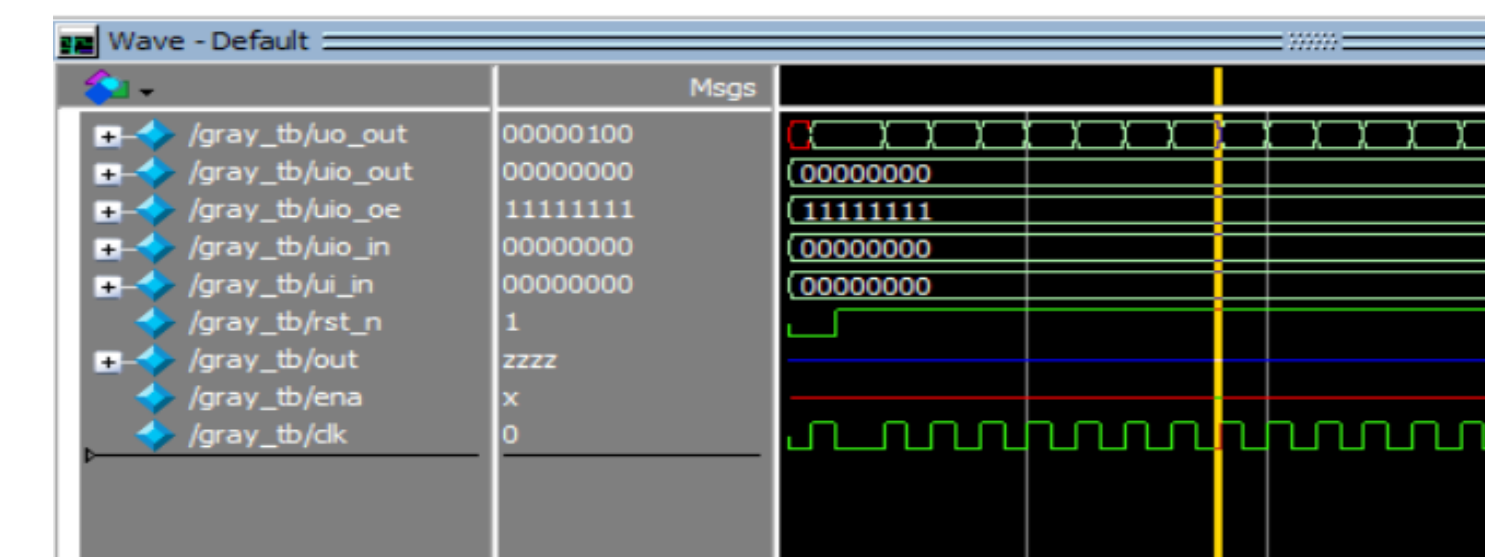 Wave - Default
Msgs
/gray_tb/uo_out 00000100
/gray_tb/uio_out 00000000 00000000
/gray_tb/uio_oe 11111111 11111111
/gray_tb/uio_in 00000000 00000000
/gray_tb/ui_in 00000000 00000000
/gray_tb/rst_n 1
/gray_tb/out zzzz
/gray_tb/ena x
/gray_tb/clk 0